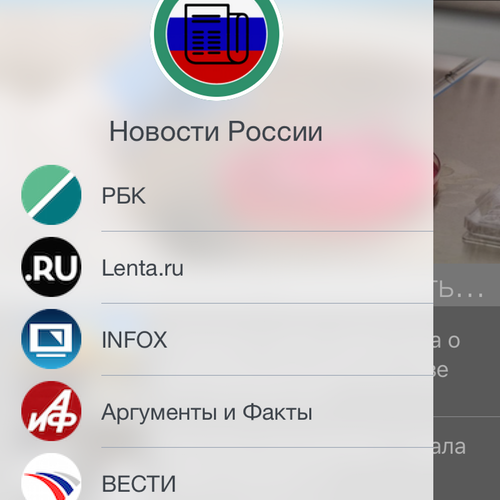 Новости России
РБК
.RU
Lenta.ru
ть...
INFOX
а о
ве
АиФ
Аргументы и Факты
ала
ВЕСТИ